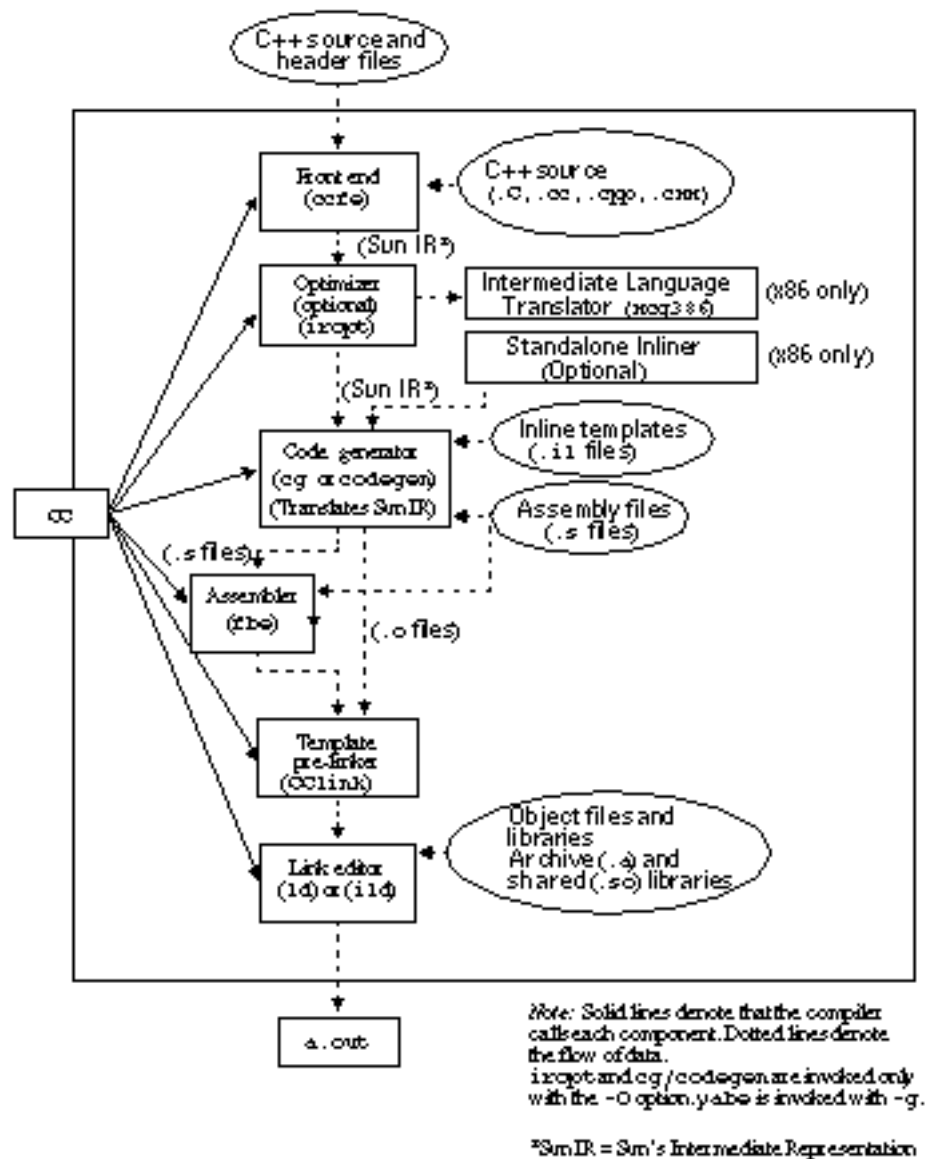 C++ source and
header files
Front end
(ccfe)
C++ source
(.C, .cc, .cpp, .cxx)
(Sun IR*)
Optimizer
(optional)
(iropt)
Intermediate Language
Translator (mcg386)
(x86 only)
Standalone Inliner
(Optional)
(x86 only)
(Sun IR*)
Code generator
(cg or codegen)
(Translates Sun IR)
Inline templates
(.il files)
CC
Assembly files
(.s files)
(.s files)
Assembler
(fbe)
(.o files)
Template
pre-linker
(CClink)
Object files and
libraries
Archive (.a) and
shared (.so) libraries
Link editor
(ld) or (ild)
a.out
Note: Solid lines denote that the compiler
calls each component. Dotted lines denote
the flow of data.
iropt and cg/codegen are invoked only
with the -O option. yabe is invoked with -g.
*Sun IR = Sun's Intermediate Representation